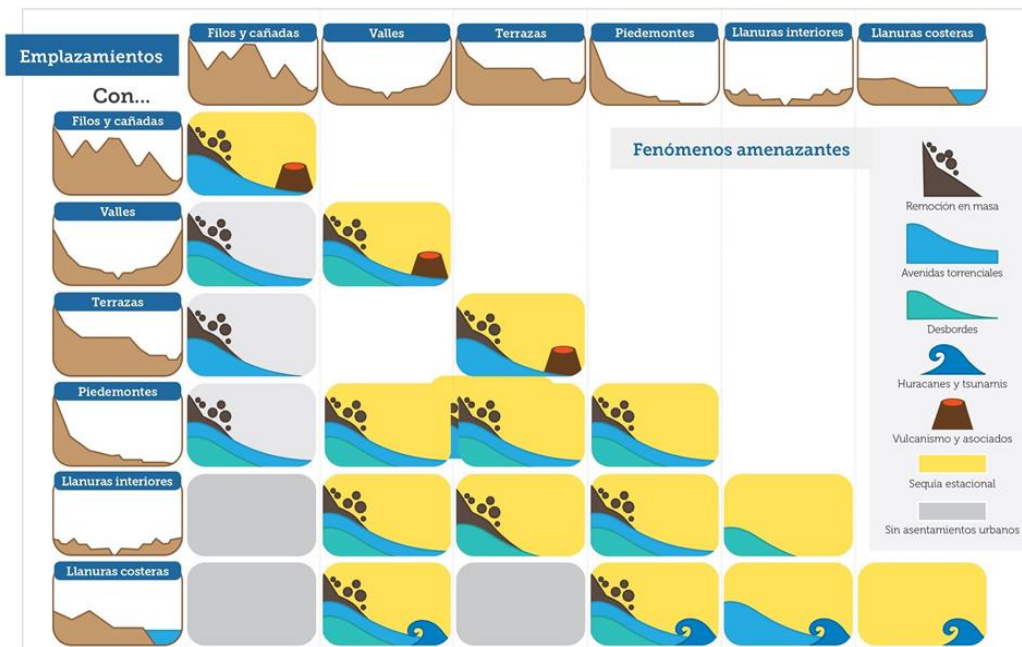 Emplazamientos
Filos y cañadas
Valles
Terrazas
Piedemontes
Llanuras interiores
Llanuras costeras
Con...
Filos y cañadas
Valles
Terrazas
Piedemontes
Llanuras interiores
Llanuras costeras
Fenómenos amenazantes
Remoción en masa
Avenidas torrenciales
Desbordes
Huracanes y tsunamis
Vulcanismo y asociados
Sequía estacional
Sin asentamientos urbanos